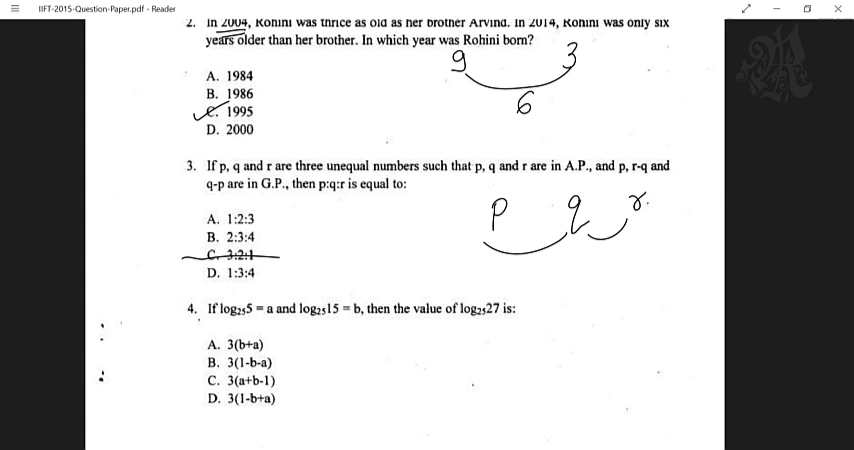 IIFT-2015-Question-Paper.pdf - Reader
2. In 2004, Rohini was thrice as old as her brother Arvind. In 2014, Rohini was only six
years older than her brother. In which year was Rohini born?
9 3
6
A. 1984
B. 1986
C. 1995
D. 2000
3. If p, q and r are three unequal numbers such that p, q and r are in A.P., and p, r-q and
q-p are in G.P., then p:q:r is equal to:
p q r.
A. 1:2:3
B. 2:3:4
C. 3:2:1
D. 1:3:4
4. If log₂₅5 = a and log₂₅15 = b, then the value of log₂₅27 is:
A. 3(b+a)
B. 3(1-b-a)
C. 3(a+b-1)
D. 3(1-b+a)